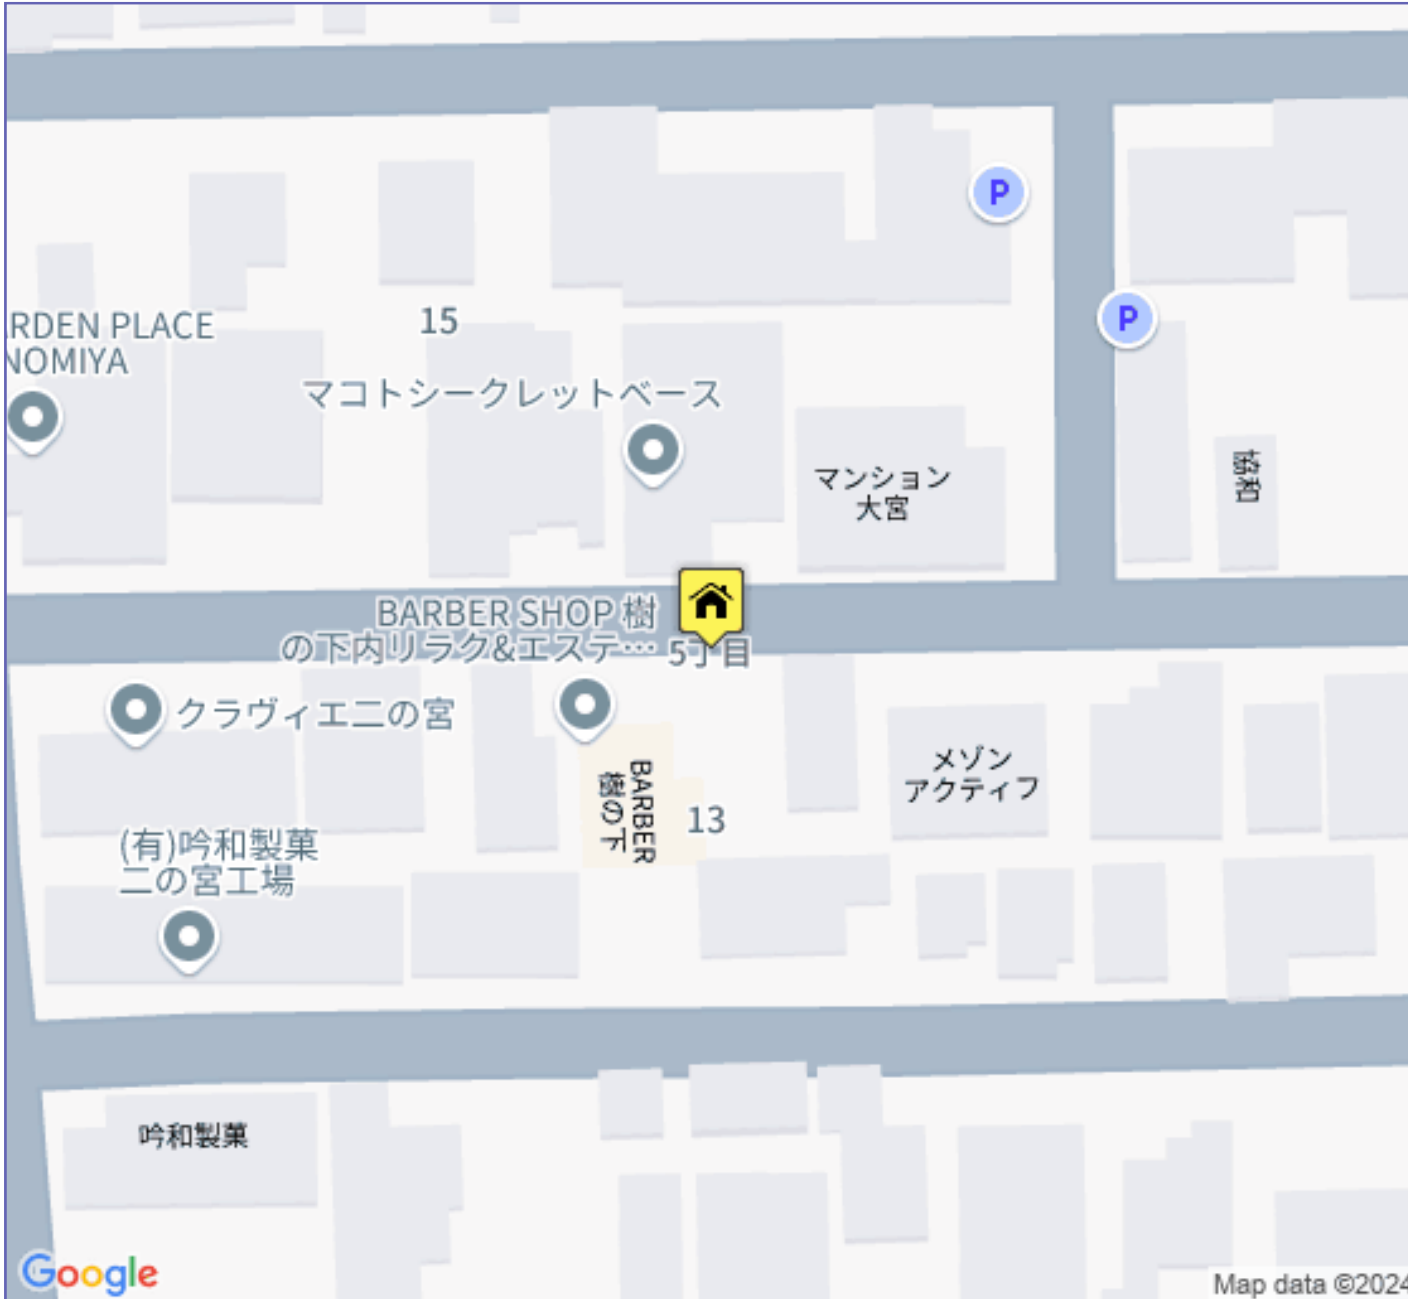 RDEN PLACE
NOMIYA
15
マコトシークレットベース
マンション
大宮
協和
P
P
BARBER SHOP 樹
の下内リラク&エステ…
5丁目
クラヴィエ二の宮
BARBER
樹の下
13
メゾン
アクティフ
(有)吟和製菓
二の宮工場
吟和製菓
Google
Map data ©2024